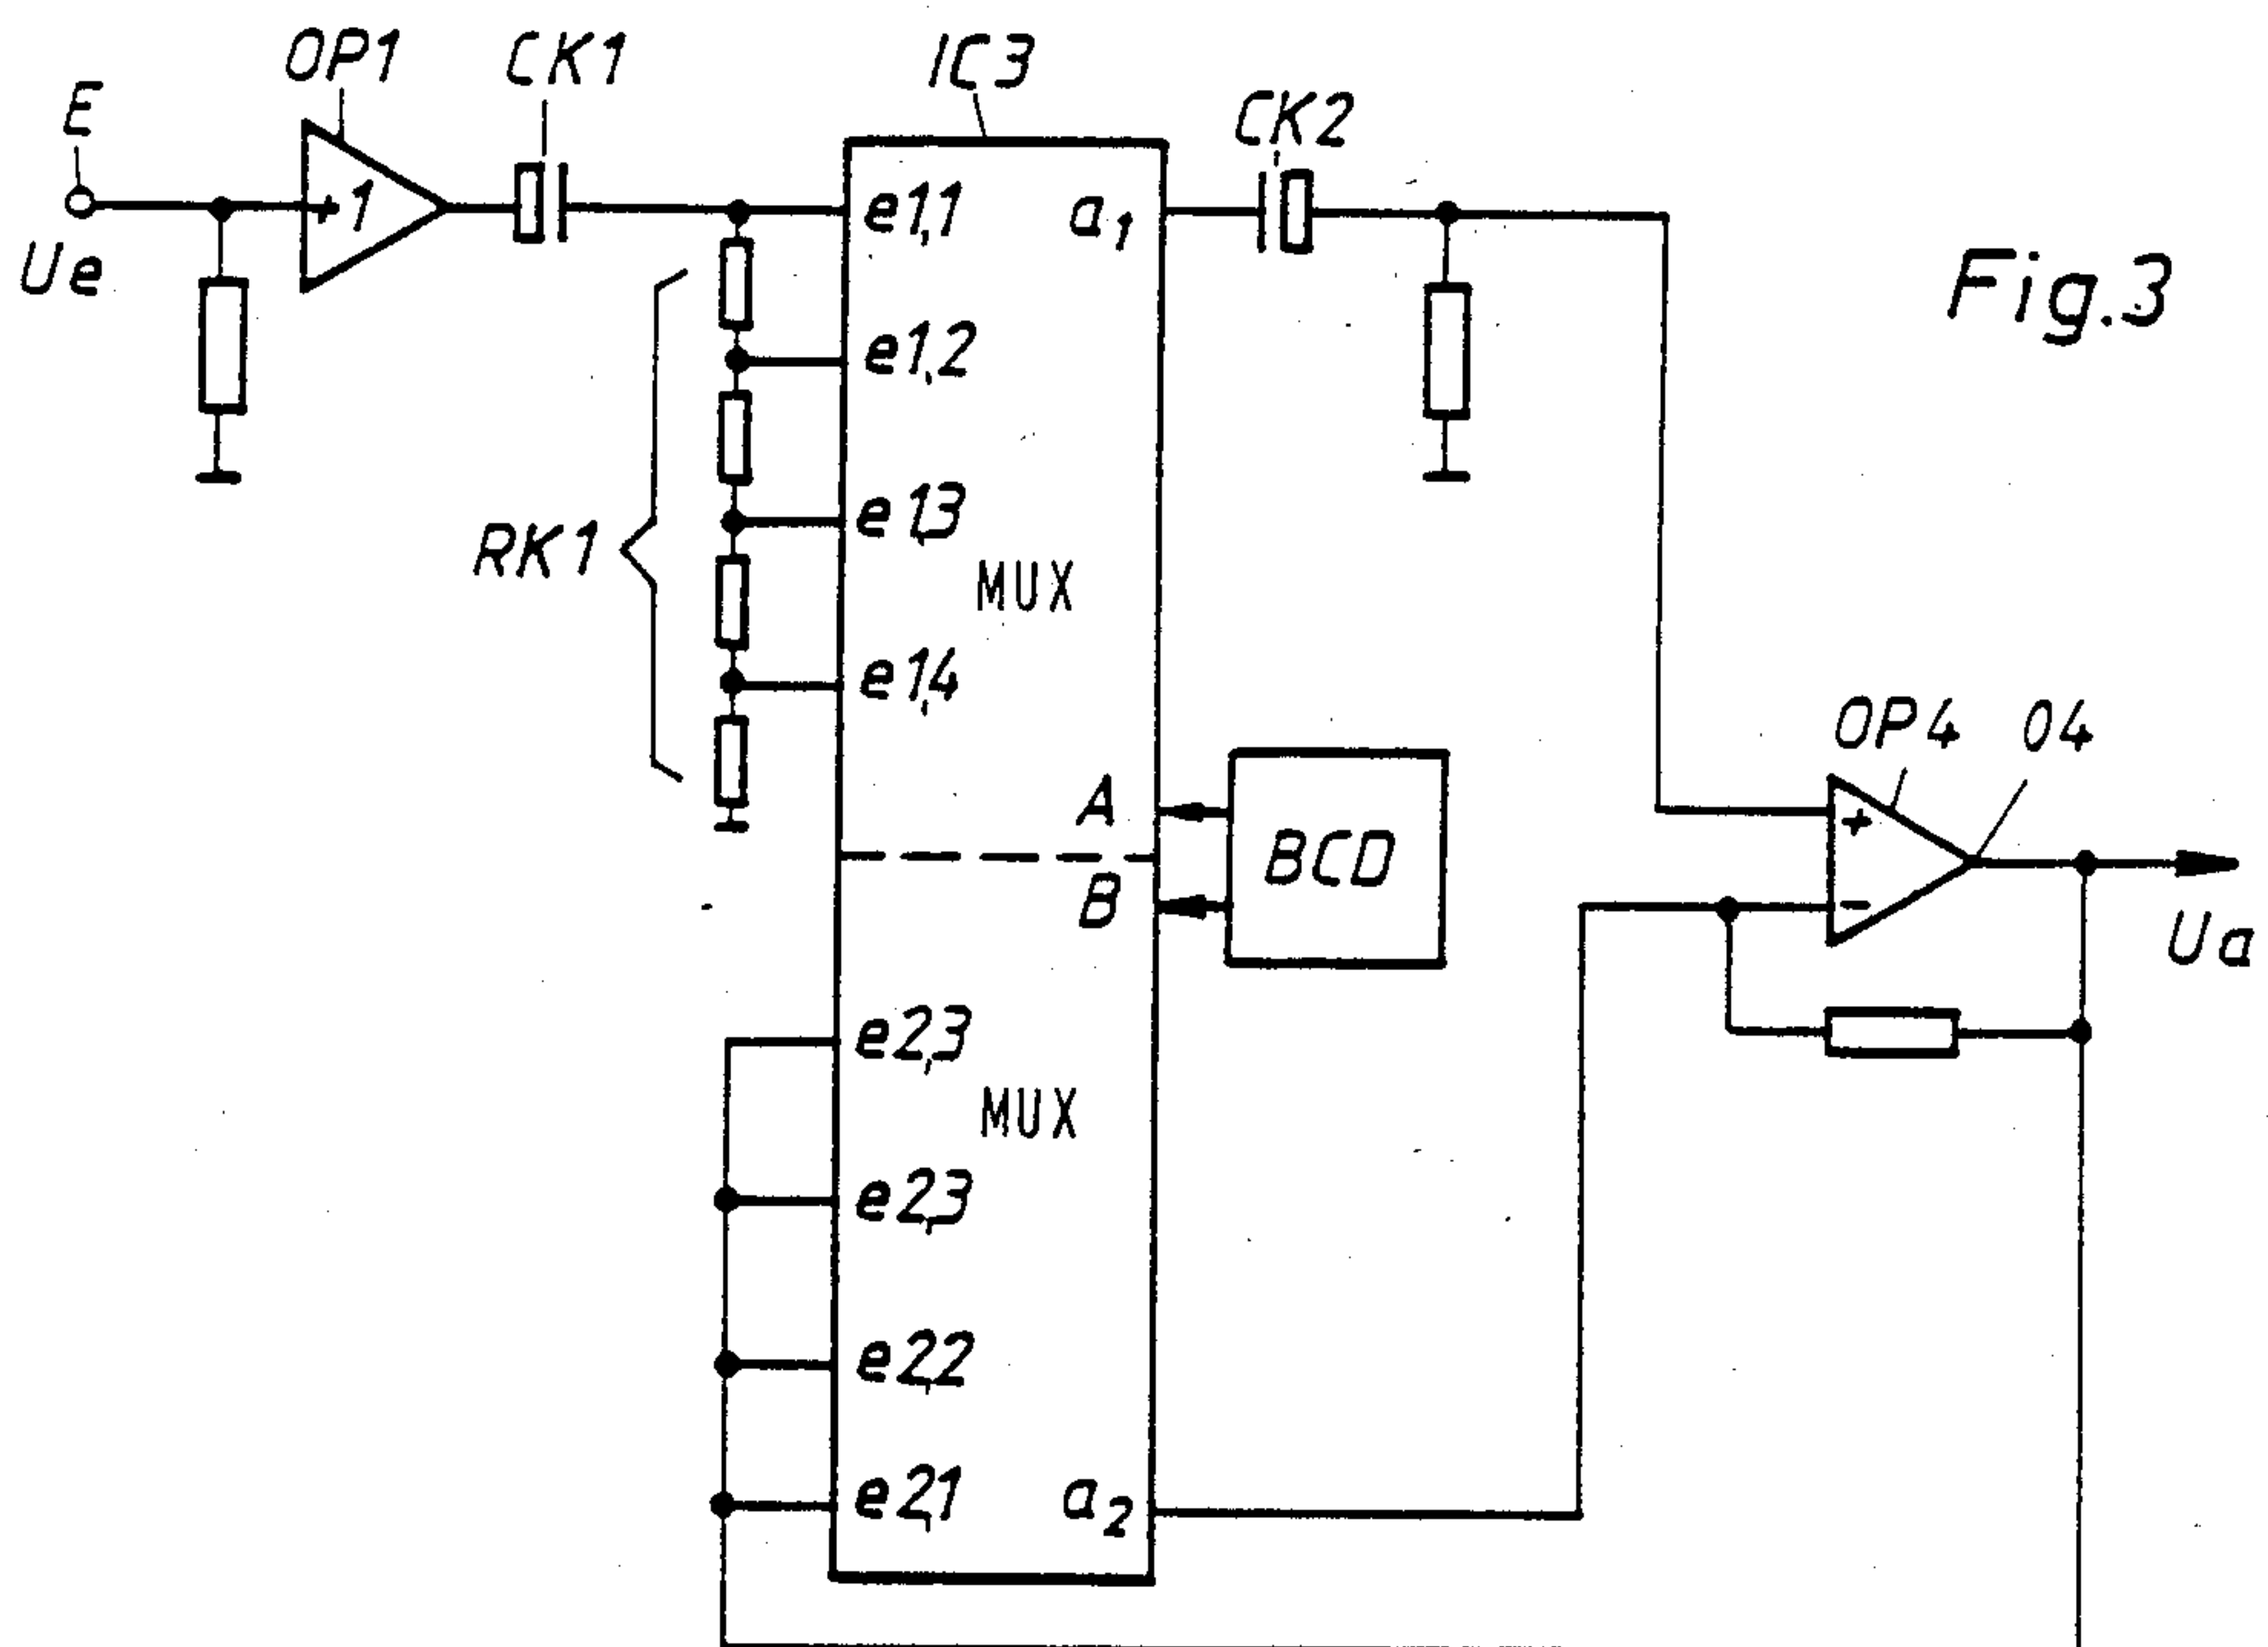 OP1
CK1
IC3
E
CK2
+1
e1,1
a1
Ue
Fig.3
e1,2
e1,3
RK1
MUX
e1,4
OP4
04
A
+
BCD
B
-
Ua
e2,3
MUX
e2,3
e2,2
e2,1
a2